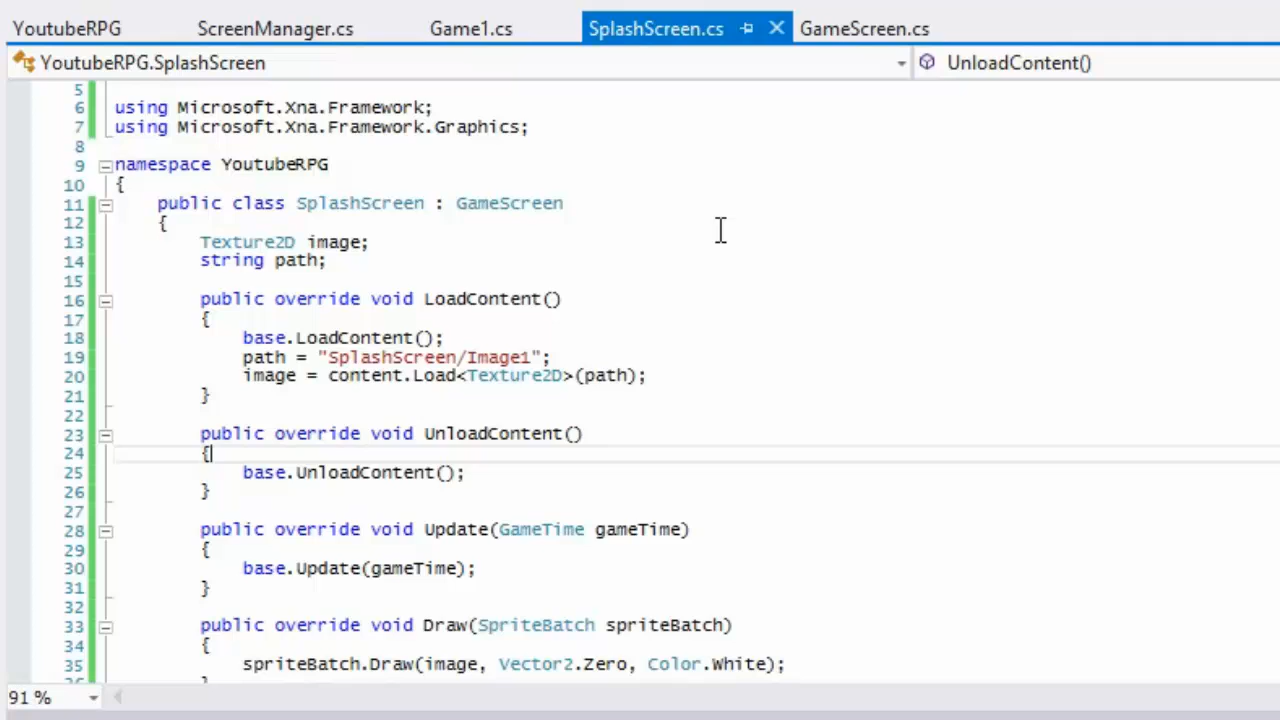 YoutubeRPG ScreenManager.cs Game1.cs SplashScreen.cs GameScreen.cs
YoutubeRPG.SplashScreen UnloadContent()
5
6 using Microsoft.Xna.Framework;
7 using Microsoft.Xna.Framework.Graphics;
8
9 namespace YoutubeRPG
10 {
11 public class SplashScreen : GameScreen
12 {
13 Texture2D image;
14 string path;
15
16 public override void LoadContent()
17 {
18 base.LoadContent();
19 path = "SplashScreen/Image1";
20 image = content.Load<Texture2D>(path);
21 }
22
23 public override void UnloadContent()
24 {
25 base.UnloadContent();
26 }
27
28 public override void Update(GameTime gameTime)
29 {
30 base.Update(gameTime);
31 }
32
33 public override void Draw(SpriteBatch spriteBatch)
34 {
35 spriteBatch.Draw(image, Vector2.Zero, Color.White);
91 %